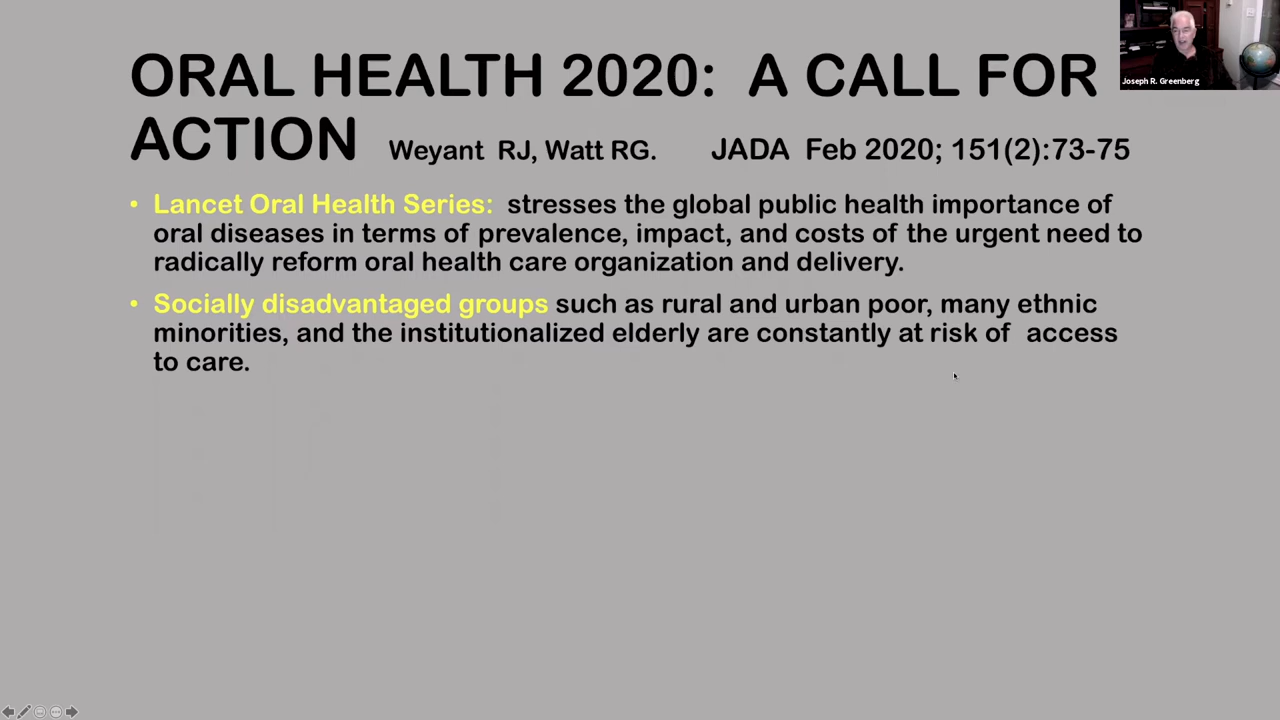 ORAL HEALTH 2020: A CALL FOR
ACTION Weyant RJ, Watt RG. JADA Feb 2020; 151(2):73-75
• Lancet Oral Health Series: stresses the global public health importance of
oral diseases in terms of prevalence, impact, and costs of the urgent need to
radically reform oral health care organization and delivery.
• Socially disadvantaged groups such as rural and urban poor, many ethnic
minorities, and the institutionalized elderly are constantly at risk of access
to care.
Joseph R. Greenberg